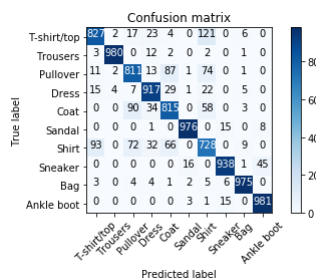 Confusion matrix
T-shirt/top 827 2 17 23 4 0 121 0 6 0
Trousers 3 980 0 12 2 0 2 0 1 0
Pullover 11 2 811 13 87 1 74 0 1 0
Dress 15 4 7 917 29 1 22 0 5 0
Coat 0 0 90 34 815 0 58 0 3 0
Sandal 0 0 0 1 0 976 0 15 0 8
Shirt 93 0 72 32 66 0 728 0 9 0
Sneaker 0 0 0 0 0 16 0 938 1 45
Bag 3 0 4 4 1 2 5 6 975 0
Ankle boot 0 0 0 0 0 3 1 15 0 981
T-shirt/top Trousers Pullover Dress Coat Sandal Shirt Sneaker Bag Ankle boot
True label
Predicted label
800
600
400
200
0